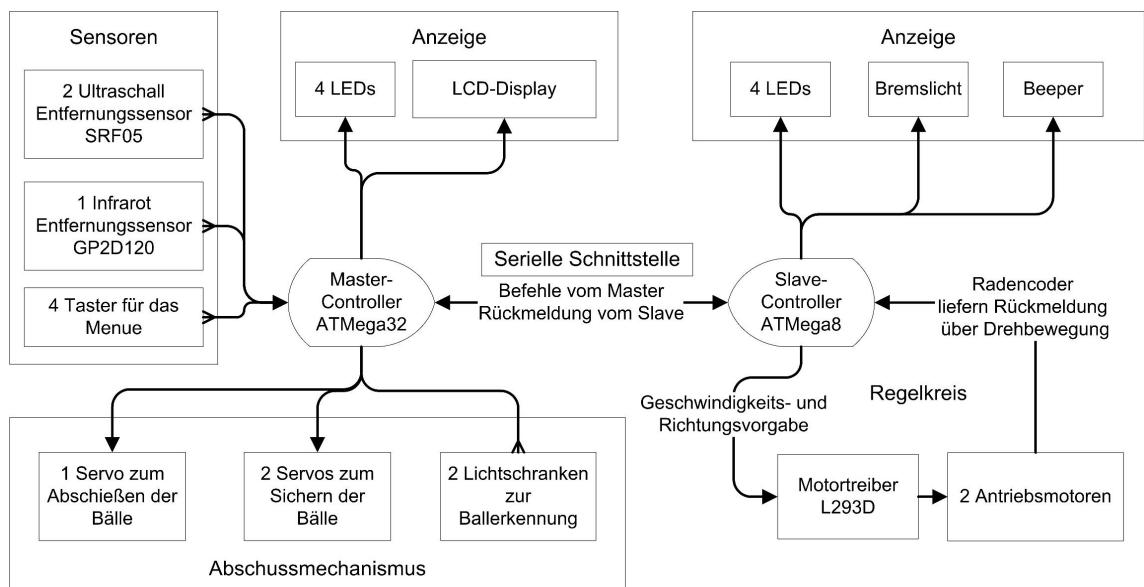 Sensoren
2 Ultraschall
Entfernungssensor
SRF05
1 Infrarot
Entfernungssensor
GP2D120
4 Taster für das
Menue
Anzeige
4 LEDs
LCD-Display
Master-
Controller
ATMega32
Serielle Schnittstelle
Befehle vom Master
Rückmeldung vom Slave
Anzeige
4 LEDs
Bremslicht
Beeper
Slave-
Controller
ATMega8
Radencoder
liefern Rückmeldung
über Drehbewegung
Regelkreis
Geschwindigkeits- und
Richtungsvorgabe
Motortreiber
L293D
2 Antriebsmotoren
1 Servo zum
Abschießen der
Bälle
2 Servos zum
Sichern der
Bälle
2 Lichtschranken
zur
Ballerkennung
Abschussmechanismus